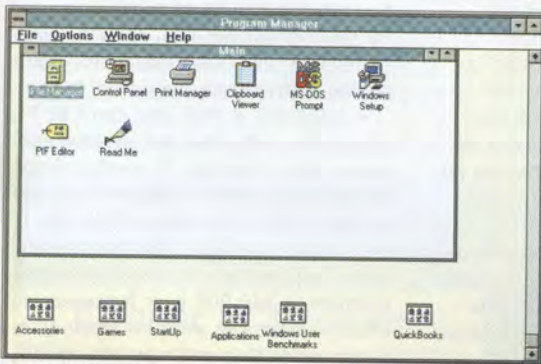 Program Manager
File Options Window Help
Main
File Manager
Control Panel
Print Manager
Clipboard
Viewer
MS-DOS
Prompt
Windows
Setup
PIF Editor
Read Me
Accessories
Games
StartUp
Applications
Windows User
Benchmarks
QuickBooks